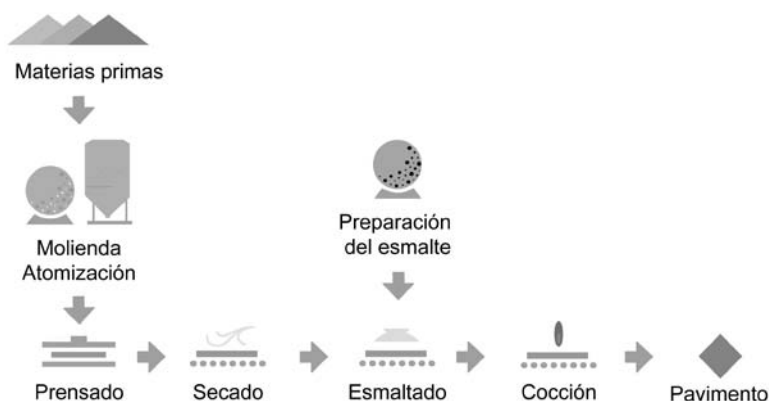 Materias primas
Molienda
Atomización
Preparación
del esmalte
Prensado
Secado
Esmaltado
Cocción
Pavimento